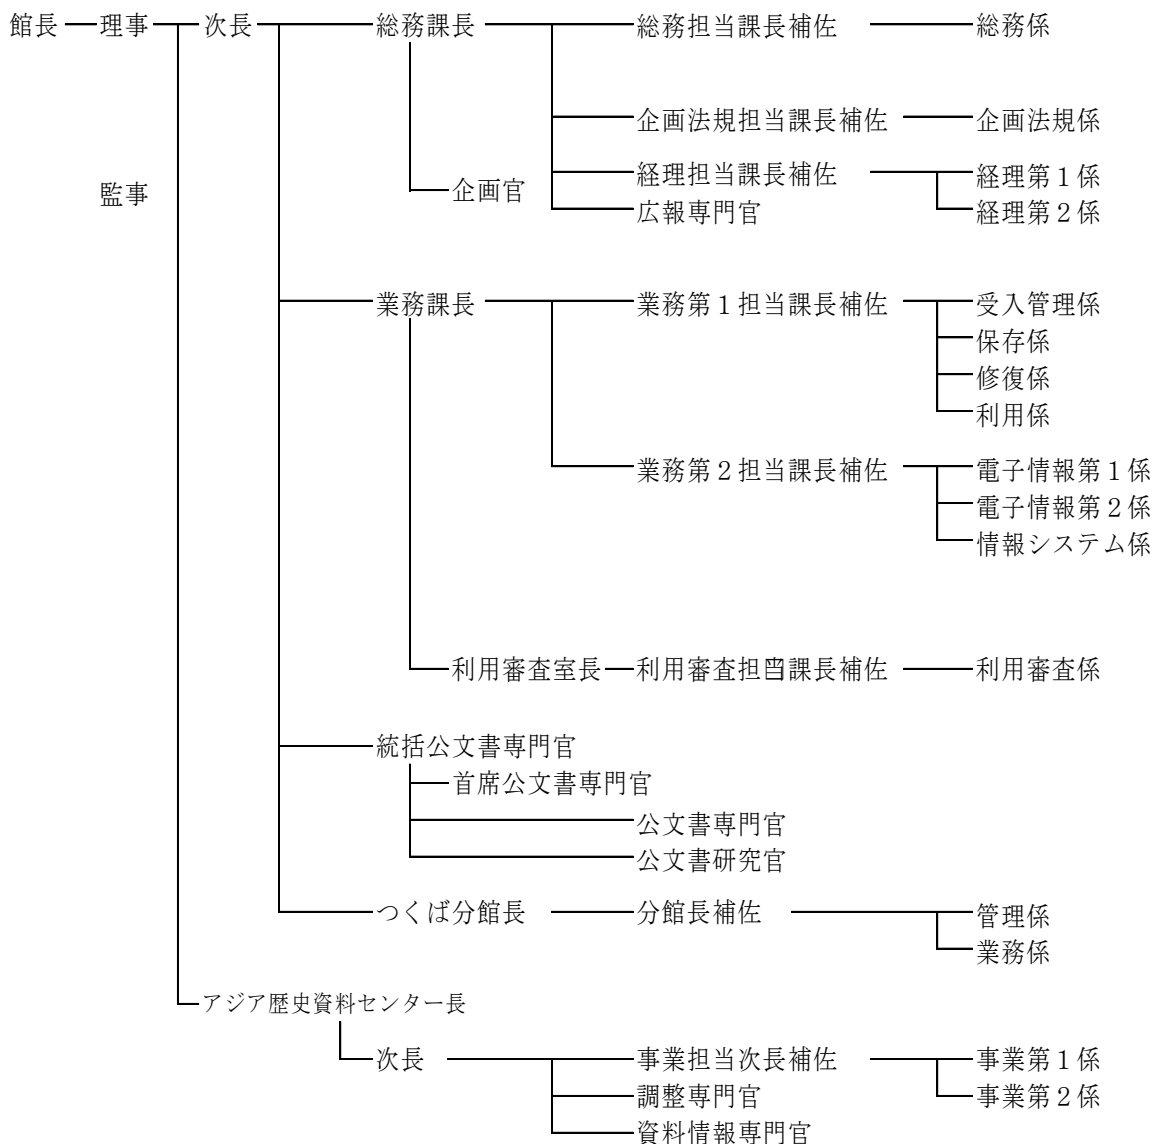 館長 理事 次長 総務課長 総務担当課長補佐 総務係
企画法規担当課長補佐 企画法規係
経理担当課長補佐 経理第1係
監事 企画官
広報専門官 経理第2係
業務課長 業務第1担当課長補佐 受入管理係
保存係
修復係
利用係
業務第2担当課長補佐 電子情報第1係
電子情報第2係
情報システム係
利用審査室長 利用審査担当課長補佐 利用審査係
統括公文書専門官
首席公文書専門官
公文書専門官
公文書研究官
つくば分館長 分館長補佐 管理係
業務係
アジア歴史資料センター長
次長 事業担当次長補佐 事業第1係
調整専門官 事業第2係
資料情報専門官